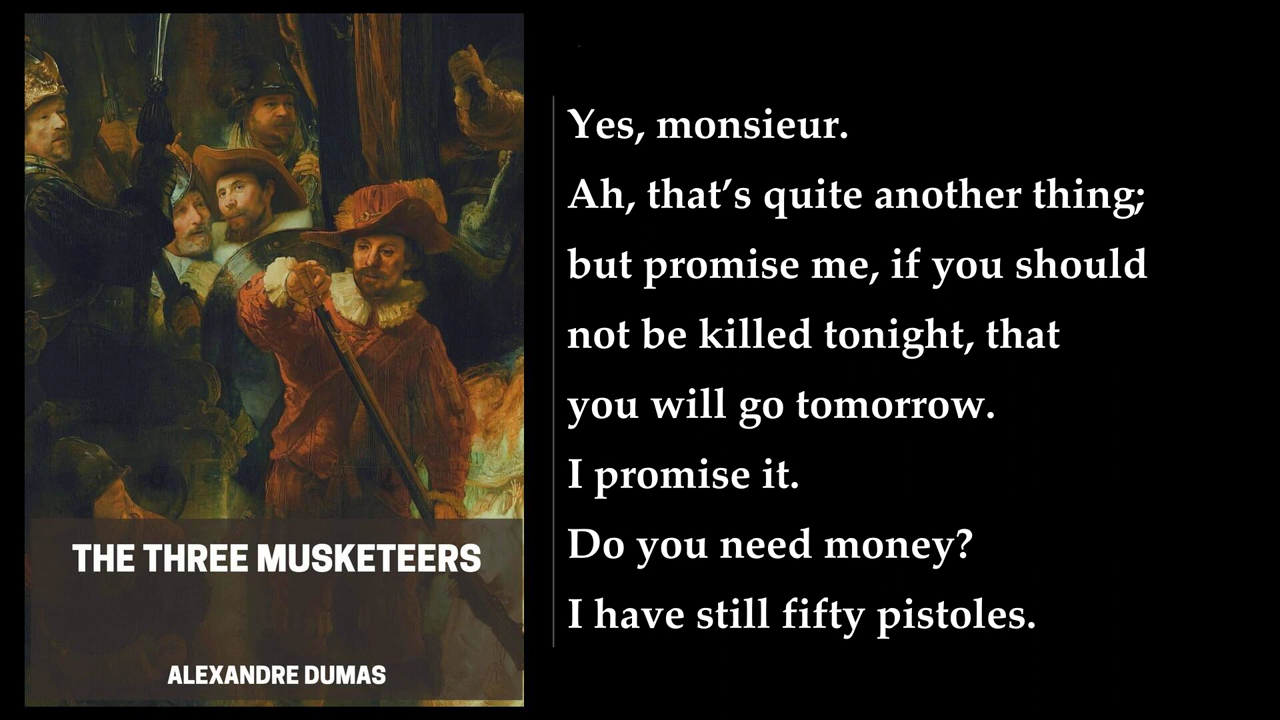 THE THREE MUSKETEERS
ALEXANDRE DUMAS
Yes, monsieur.
Ah, that’s quite another thing;
but promise me, if you should
not be killed tonight, that
you will go tomorrow.
I promise it.
Do you need money?
I have still fifty pistoles.